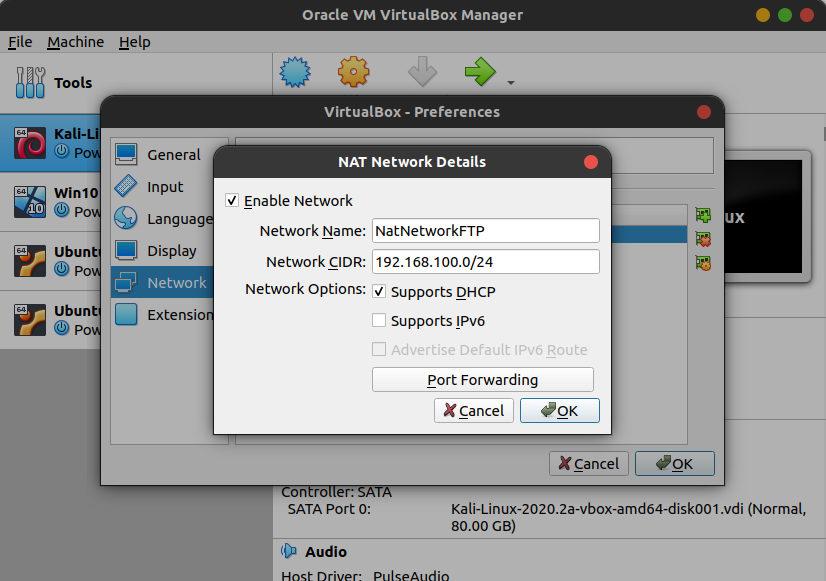 Oracle VM VirtualBox Manager
File Machine Help
Tools
VirtualBox - Preferences
64
Kali-Li
Pow
64
Win10
10
Pow
64
Ubunt
Pow
64
Ubunt
Pow
General
Input
Language
Display
Network
Extension
NAT Network Details
Enable Network
Network Name: NatNetworkFTP
Network CIDR: 192.168.100.0/24
Network Options: Supports DHCP
Supports IPv6
Advertise Default IPv6 Route
Port Forwarding
Cancel OK
ux
Cancel OK
Controller: SATA
SATA Port 0: Kali-Linux-2020.2a-vbox-amd64-disk001.vdi (Normal,
80.00 GB)
Audio
Host Driver: PulseAudio